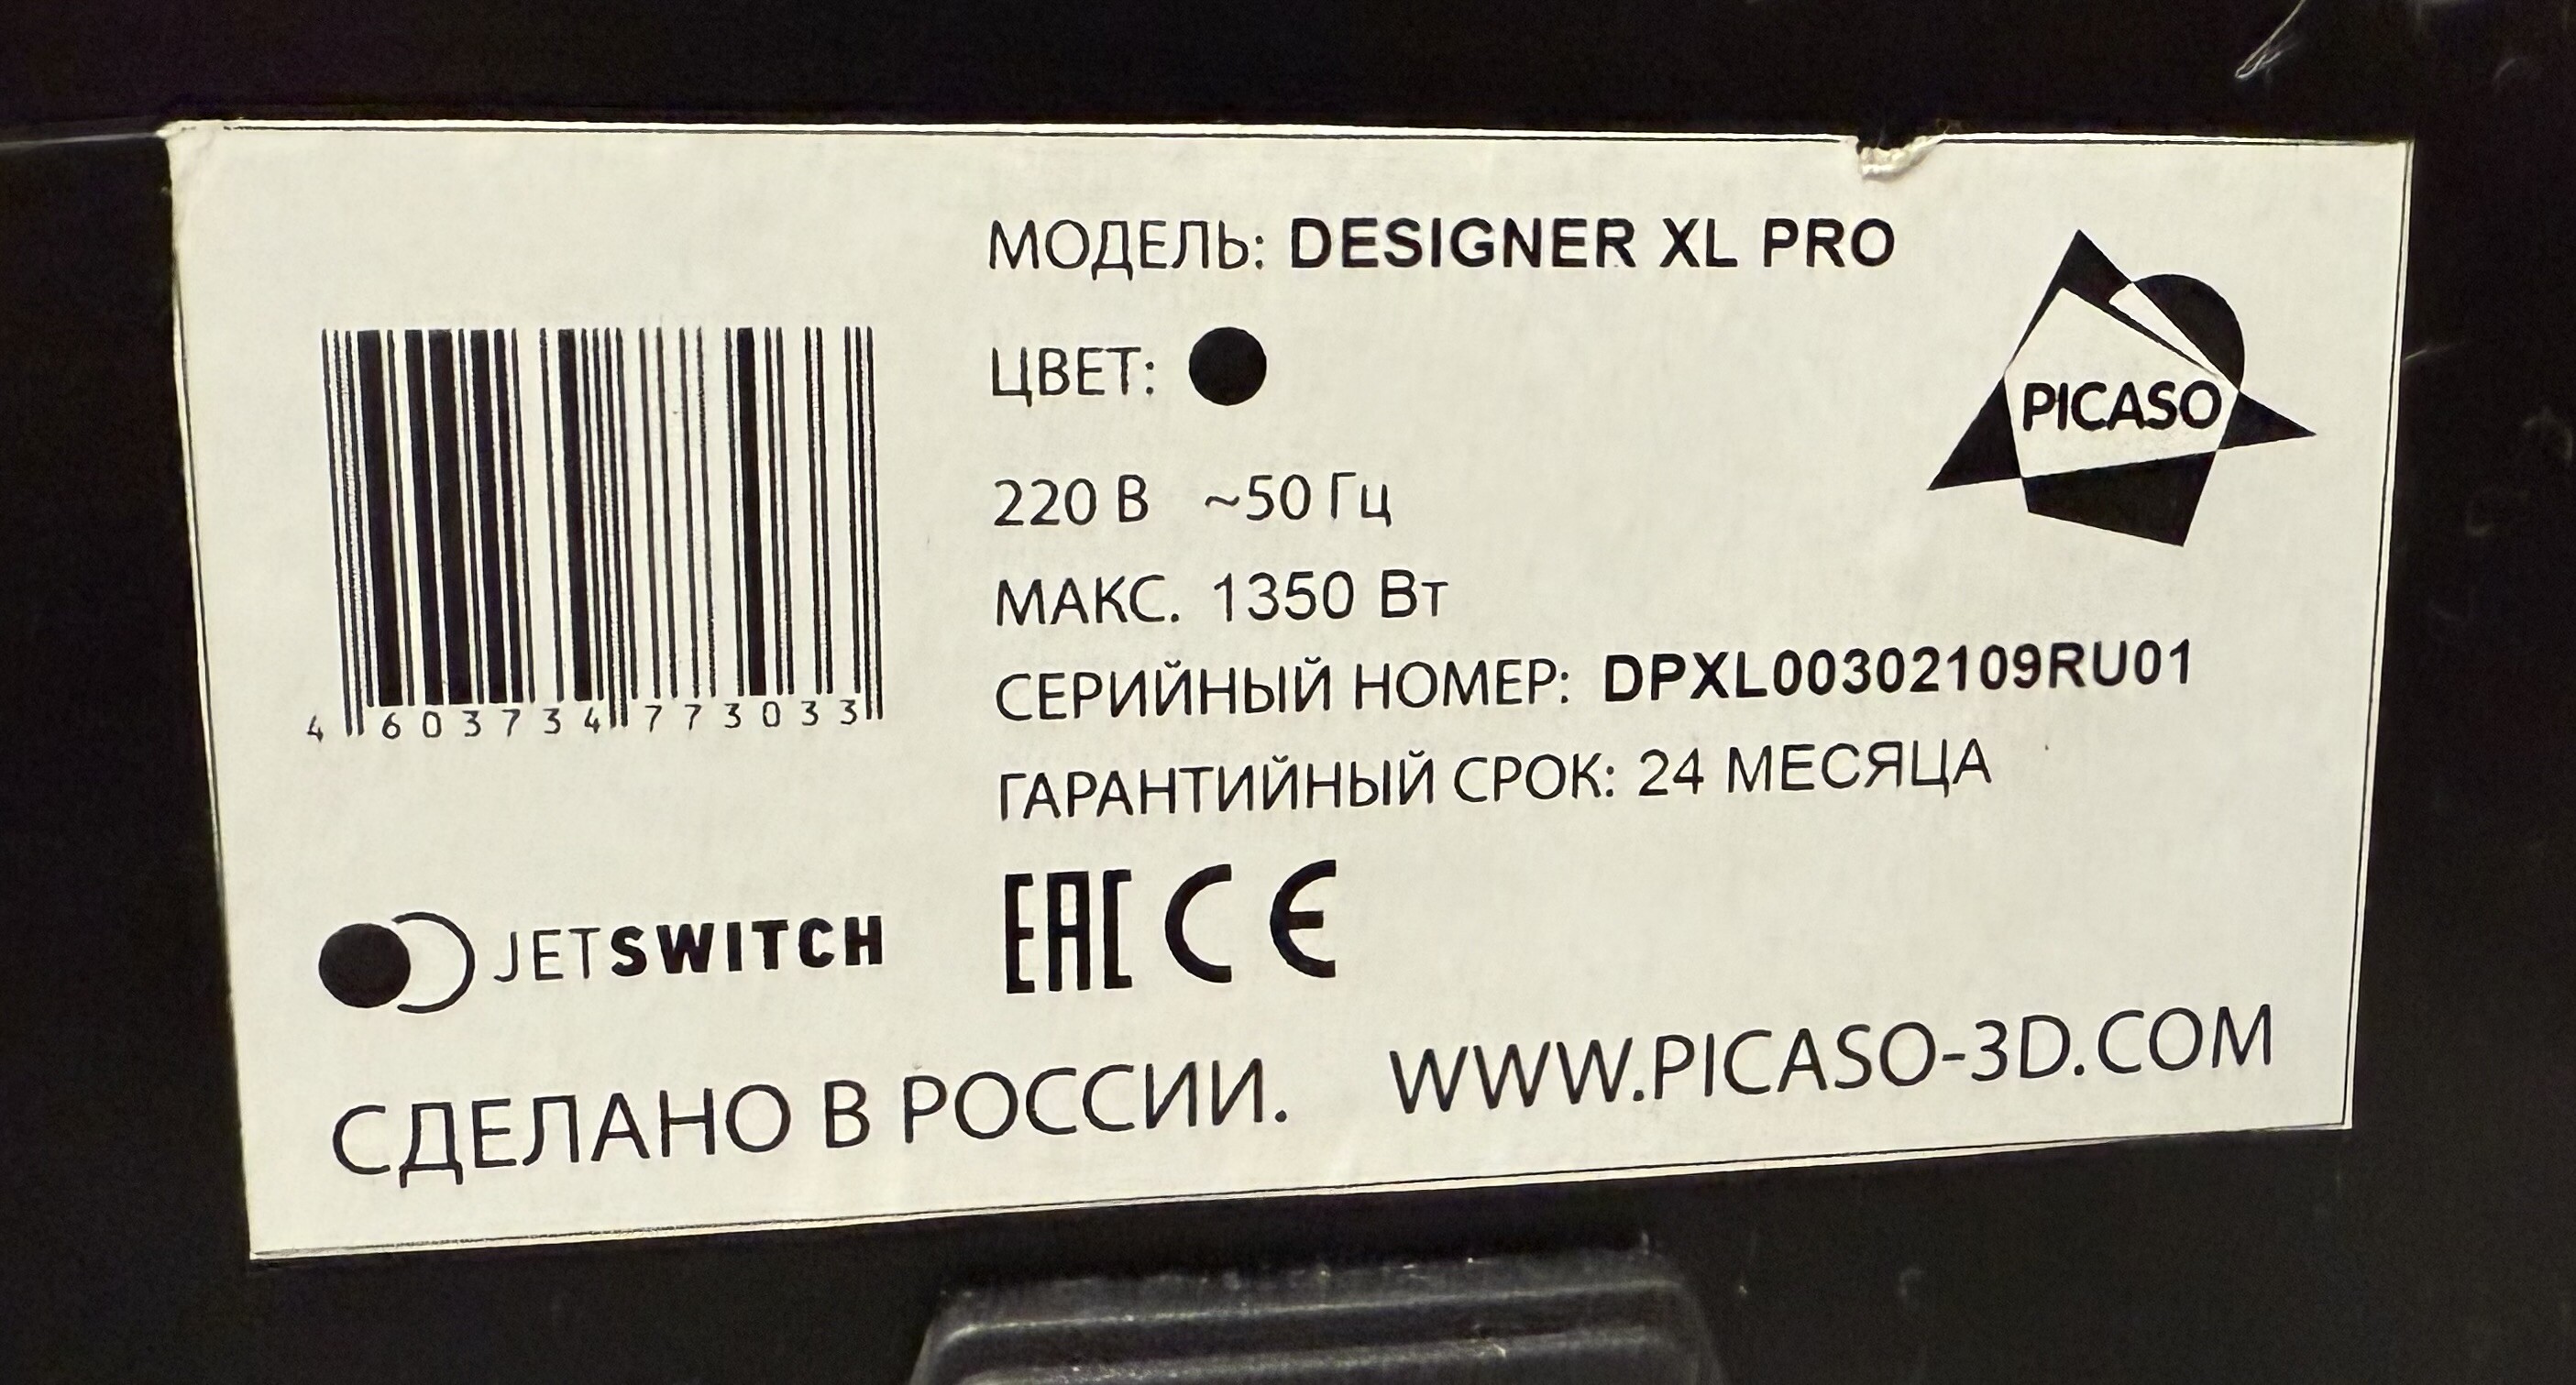 МОДЕЛЬ: DESIGNER XL PRO
ЦВЕТ:
PICASO
220 В ~50 Гц
МАКС. 1350 Вт
СЕРИЙНЫЙ НОМЕР: DPXL00302109RU01
ГАРАНТИЙНЫЙ СРОК: 24 МЕСЯЦА
4 603734 773033
JETSWITCH
EAC CE
СДЕЛАНО В РОССИИ. WWW.PICASO-3D.COM